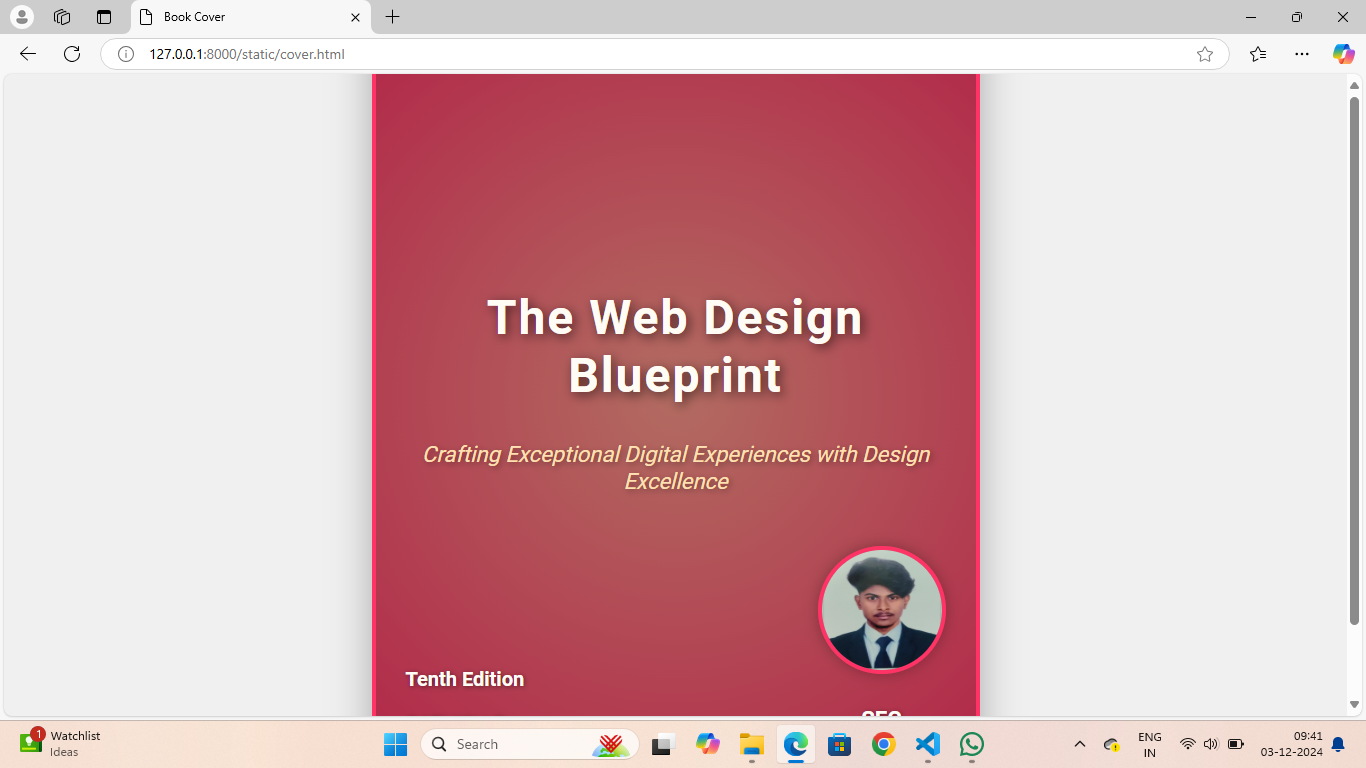 Book Cover
127.0.0.1:8000/static/cover.html
The Web Design
Blueprint
Crafting Exceptional Digital Experiences with Design
Excellence
Tenth Edition
1
Watchlist
Ideas
Search
ENG
IN
09:41
03-12-2024